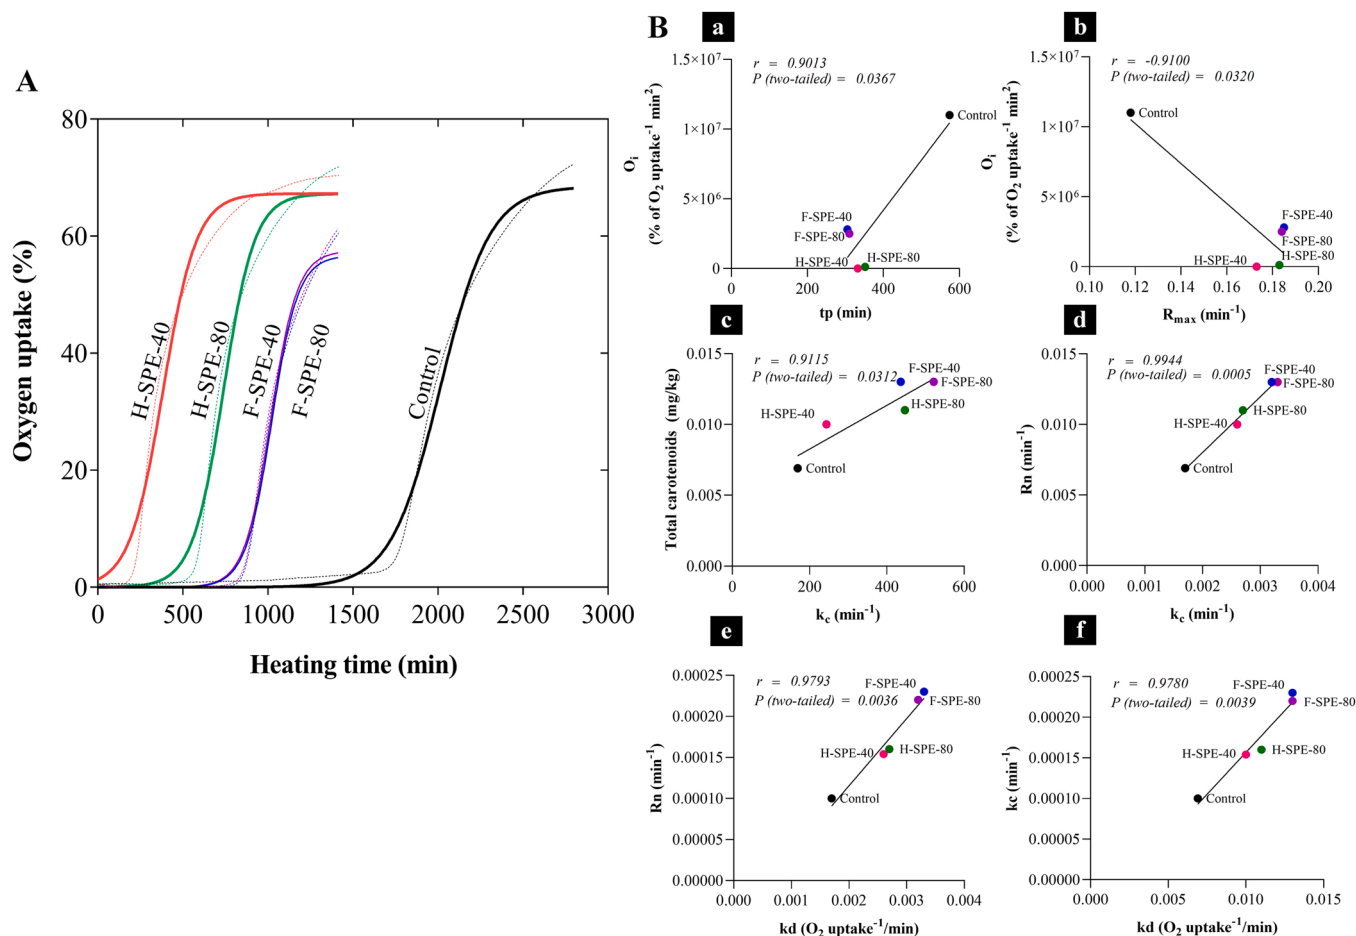 A
Oxygen uptake (%)
80
60
40
20
0
H-SPE-40
H-SPE-80
F-SPE-40
F-SPE-80
Control
0
500
1000
1500
2000
2500
3000
Heating time (min)
B
a
O_i
(% of O₂ uptake⁻¹ min²)
1.5×10⁷
1×10⁷
5×10⁶
0
r = 0.9013
P (two-tailed) = 0.0367
Control
F-SPE-40
F-SPE-80
H-SPE-40
H-SPE-80
0
200
400
600
tp (min)
b
O_i
(% of O₂ uptake⁻¹ min²)
1.5×10⁷
1×10⁷
5×10⁶
0
r = -0.9100
P (two-tailed) = 0.0320
Control
F-SPE-40
F-SPE-80
H-SPE-40
H-SPE-80
0.10
0.12
0.14
0.16
0.18
0.20
R_max (min⁻¹)
c
Total carotenoids (mg/kg)
0.015
0.010
0.005
0.000
r = 0.9115
P (two-tailed) = 0.0312
F-SPE-40
F-SPE-80
H-SPE-80
H-SPE-40
Control
0
200
400
600
k_c (min⁻¹)
d
Rn (min⁻¹)
0.015
0.010
0.005
0.000
r = 0.9944
P (two-tailed) = 0.0005
F-SPE-40
F-SPE-80
H-SPE-80
H-SPE-40
Control
0.000
0.001
0.002
0.003
0.004
k_c (min⁻¹)
e
Rn (min⁻¹)
0.00025
0.00020
0.00015
0.00010
0.00005
0.00000
r = 0.9793
P (two-tailed) = 0.0036
F-SPE-40
F-SPE-80
H-SPE-40
H-SPE-80
Control
0.000
0.001
0.002
0.003
0.004
kd (O₂ uptake⁻¹/min)
f
kc (min⁻¹)
0.00025
0.00020
0.00015
0.00010
0.00005
0.00000
r = 0.9780
P (two-tailed) = 0.0039
F-SPE-40
F-SPE-80
H-SPE-40
H-SPE-80
Control
0.000
0.005
0.010
0.015
kd (O₂ uptake⁻¹/min)